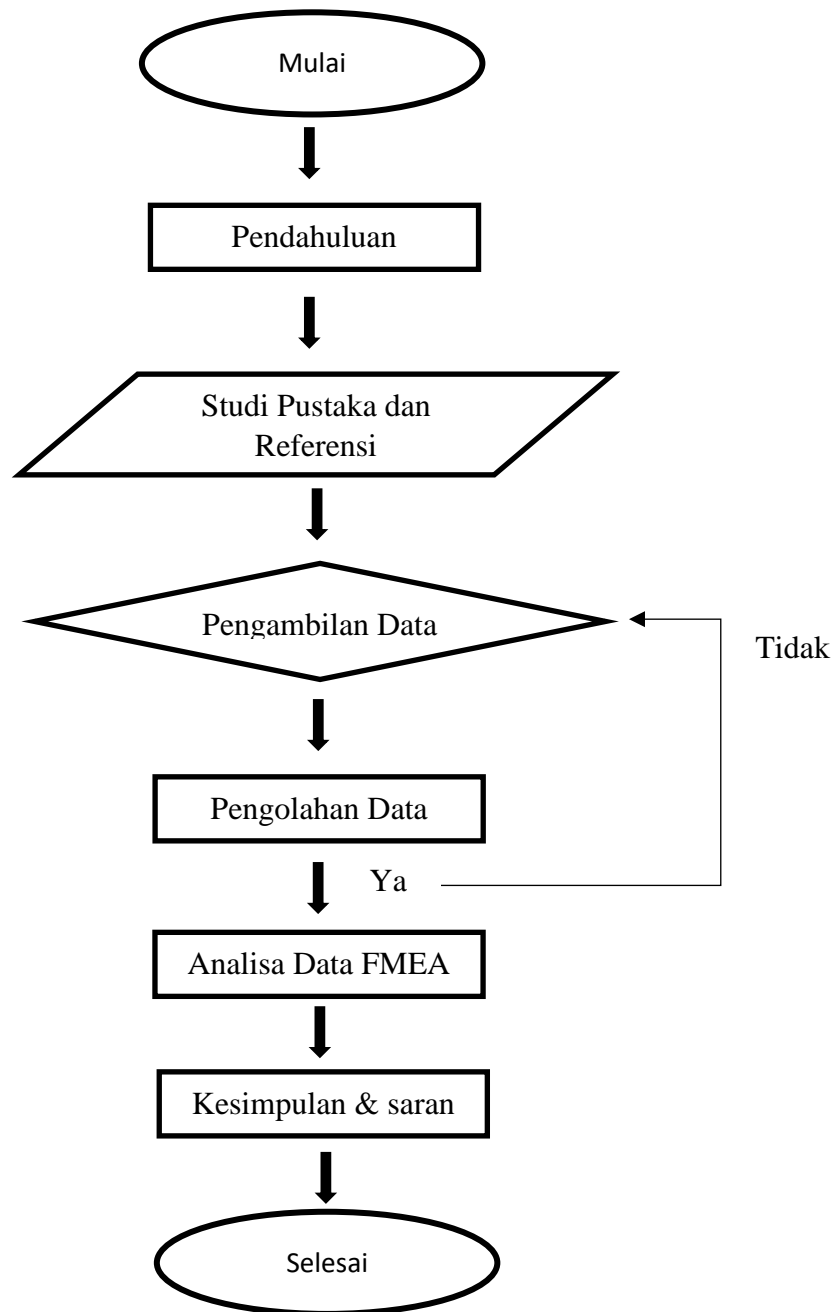 Mulai
Pendahuluan
Studi Pustaka dan
Referensi
Pengambilan Data
Tidak
Pengolahan Data
Ya
Analisa Data FMEA
Kesimpulan & saran
Selesai